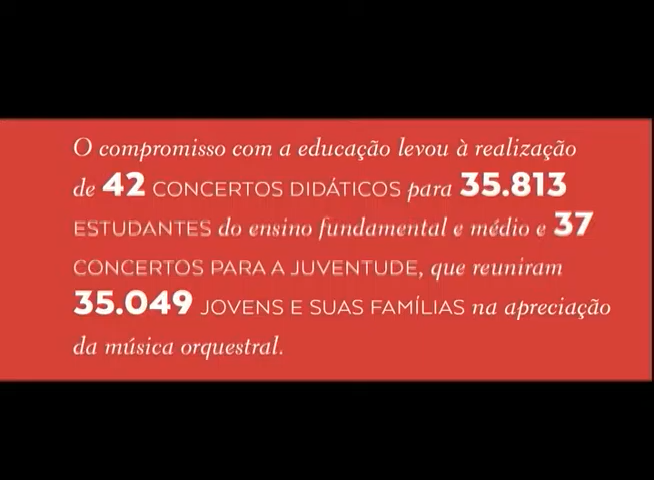 O compromisso com a educação levou à realização
de 42 CONCERTOS DIDÁTICOS para 35.813
ESTUDANTES do ensino fundamental e médio e 37
CONCERTOS PARA A JUVENTUDE, que reuniram
35.049 JOVENS E SUAS FAMÍLIAS na apreciação
da música orquestral.